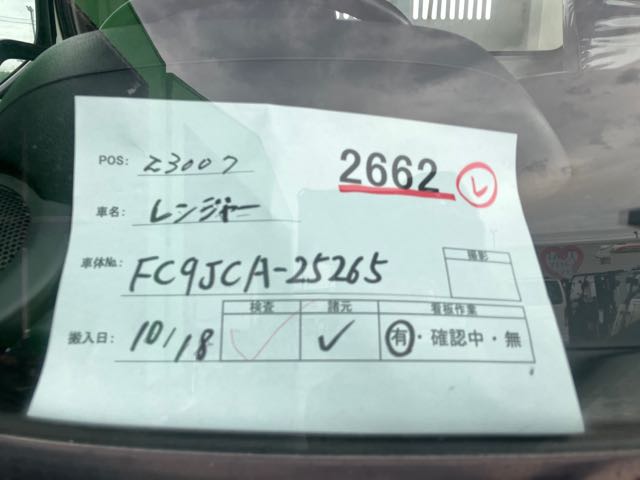 POS: Z3007
2662 レ
車名: レンジャー
車体No.: FC9JCA-25265
撮影
搬入日: 10/18
検査 諸元 看板作業
✓ ✓ 有・確認中・無